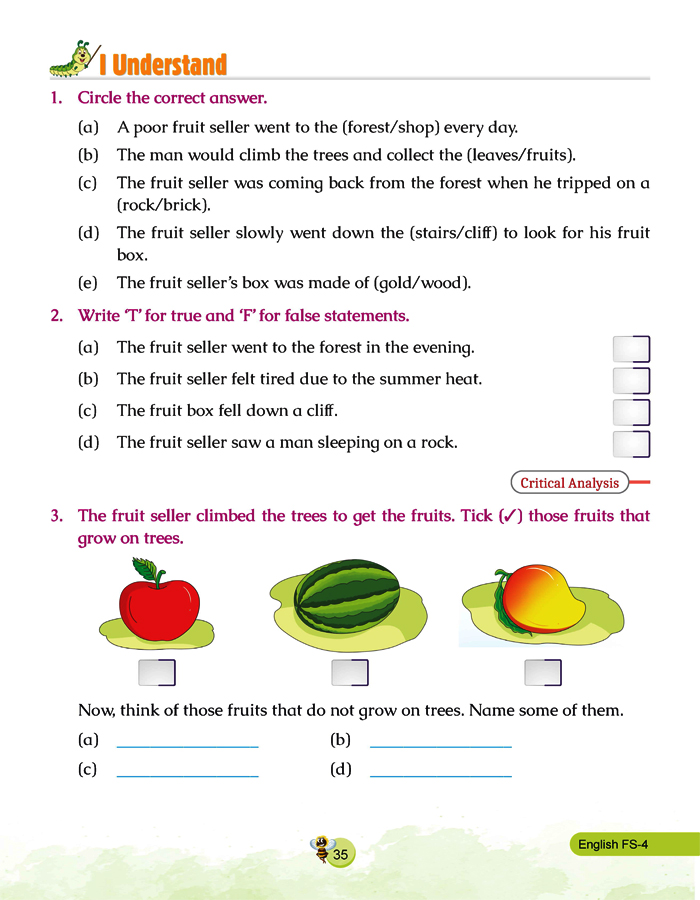 I Understand
1. Circle the correct answer.
(a) A poor fruit seller went to the (forest/shop) every day.
(b) The man would climb the trees and collect the (leaves/fruits).
(c) The fruit seller was coming back from the forest when he tripped on a
(rock/brick).
(d) The fruit seller slowly went down the (stairs/cliff) to look for his fruit
box.
(e) The fruit seller's box was made of (gold/wood).
2. Write 'T' for true and 'F' for false statements.
(a) The fruit seller went to the forest in the evening.
(b) The fruit seller felt tired due to the summer heat.
(c) The fruit box fell down a cliff.
(d) The fruit seller saw a man sleeping on a rock.
Critical Analysis
3. The fruit seller climbed the trees to get the fruits. Tick (✓) those fruits that
grow on trees.
Now, think of those fruits that do not grow on trees. Name some of them.
(a) (b)
(c) (d)
35
English FS-4